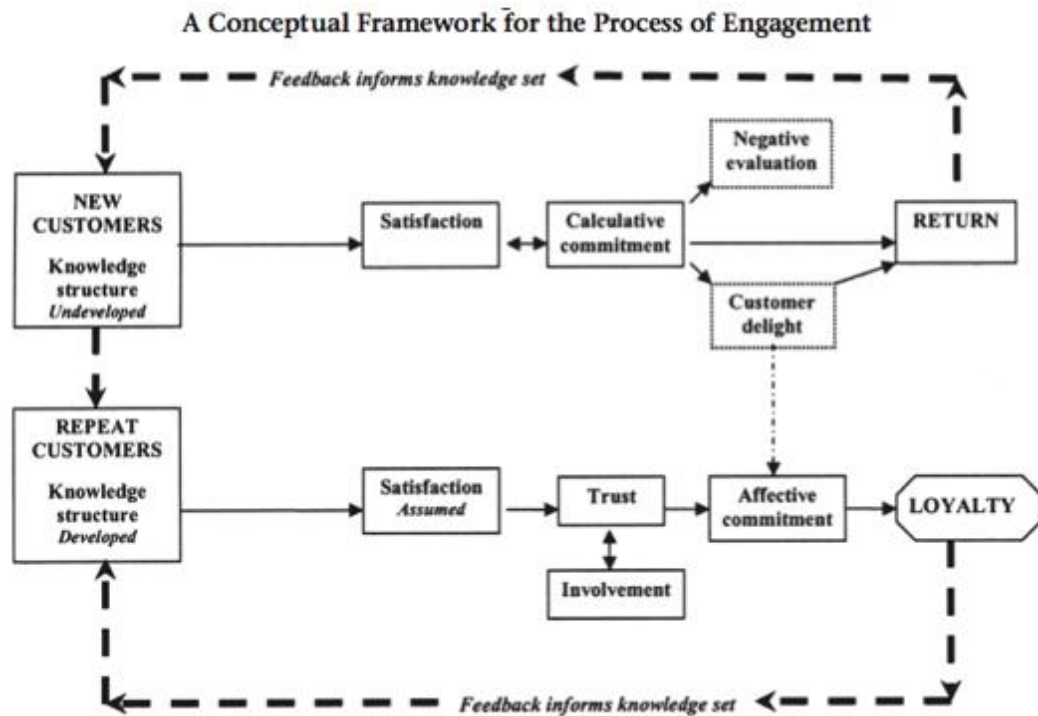 A Conceptual Framework for the Process of Engagement
Feedback informs knowledge set
Negative
evaluation
NEW
CUSTOMERS
Knowledge
structure
Undeveloped
Satisfaction
Calculative
commitment
RETURN
Customer
delight
REPEAT
CUSTOMERS
Knowledge
structure
Developed
Satisfaction
Assumed
Trust
Affective
commitment
LOYALTY
Involvement
Feedback informs knowledge set